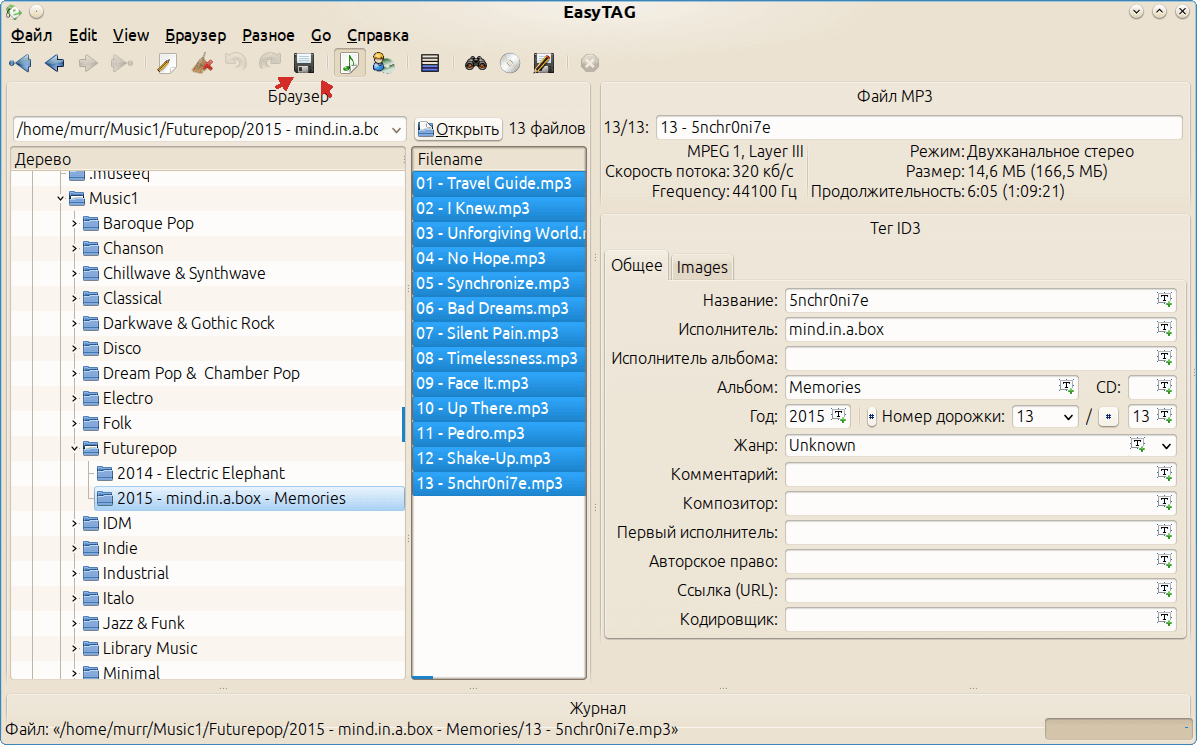 EasyTAG
Файл Edit View Браузер Разное Go Справка
Браузер
/home/murr/Music1/Futurepop/2015 - mind.in.a.bo
Открыть
13 файлов
Дерево
.museeq
Music1
Baroque Pop
Chanson
Chillwave & Synthwave
Classical
Darkwave & Gothic Rock
Disco
Dream Pop & Chamber Pop
Electro
Folk
Futurepop
2014 - Electric Elephant
2015 - mind.in.a.box - Memories
IDM
Indie
Industrial
Italo
Jazz & Funk
Library Music
Minimal
Filename
01 - Travel Guide.mp3
02 - I Knew.mp3
03 - Unforgiving World.
04 - No Hope.mp3
05 - Synchronize.mp3
06 - Bad Dreams.mp3
07 - Silent Pain.mp3
08 - Timelessness.mp3
09 - Face It.mp3
10 - Up There.mp3
11 - Pedro.mp3
12 - Shake-Up.mp3
13 - 5nchr0ni7e.mp3
Файл MP3
13/13: 13 - 5nchr0ni7e
MPEG 1, Layer III Режим: Двухканальное стерео
Скорость потока: 320 кб/с Размер: 14,6 МБ (166,5 МБ)
Frequency: 44100 Гц Продолжительность: 6:05 (1:09:21)
Тег ID3
Общее Images
Название: 5nchr0ni7e
Исполнитель: mind.in.a.box
Исполнитель альбома:
Альбом: Memories CD:
Год: 2015 # Номер дорожки: 13 / # 13
Жанр: Unknown
Комментарий:
Композитор:
Первый исполнитель:
Авторское право:
Ссылка (URL):
Кодировщик:
Журнал
Файл: «/home/murr/Music1/Futurepop/2015 - mind.in.a.box - Memories/13 - 5nchr0ni7e.mp3»